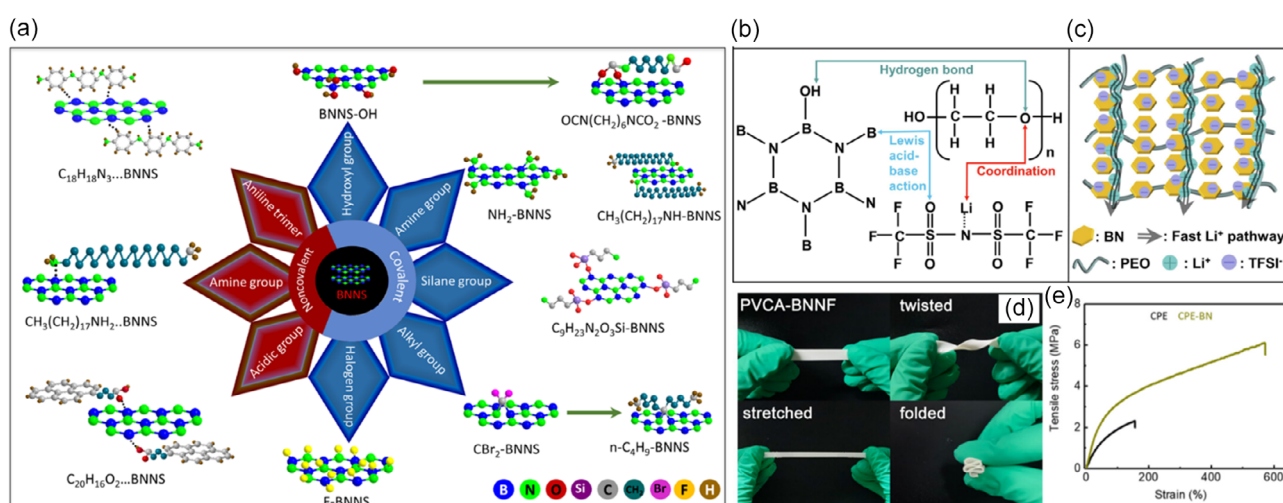 (a)
BNNS-OH
OCN(CH2)6NCO2 -BNNS
C18H18N3...BNNS
NH2-BNNS
CH3(CH2)17NH-BNNS
CH3(CH2)17NH2..BNNS
C9H23N2O3Si-BNNS
C20H16O2...BNNS
CBr2-BNNS
n-C4H9-BNNS
F-BNNS
Hydroxyl group
Amine group
Silane group
Alkyl group
Halogen group
Acidic group
Amine group
Aniline trimer
Noncovalent
Covalent
BNNS
B N O Si C CH2 Br F H
(b)
Hydrogen bond
OH
H H
HO C C O H
H H
n
B B B
N N
B B
N N N
B
Lewis
acid-
base
action
Coordination
F O Li O F
F C S N S C F
F O O F
(c)
: BN : Fast Li+ pathway
: PEO : Li+ : TFSI-
(d)
PVCA-BNNF
twisted
stretched
folded
(e)
CPE CPE-BN
Tensile stress (MPa)
8
6
4
2
0
0 200 400 600
Strain (%)